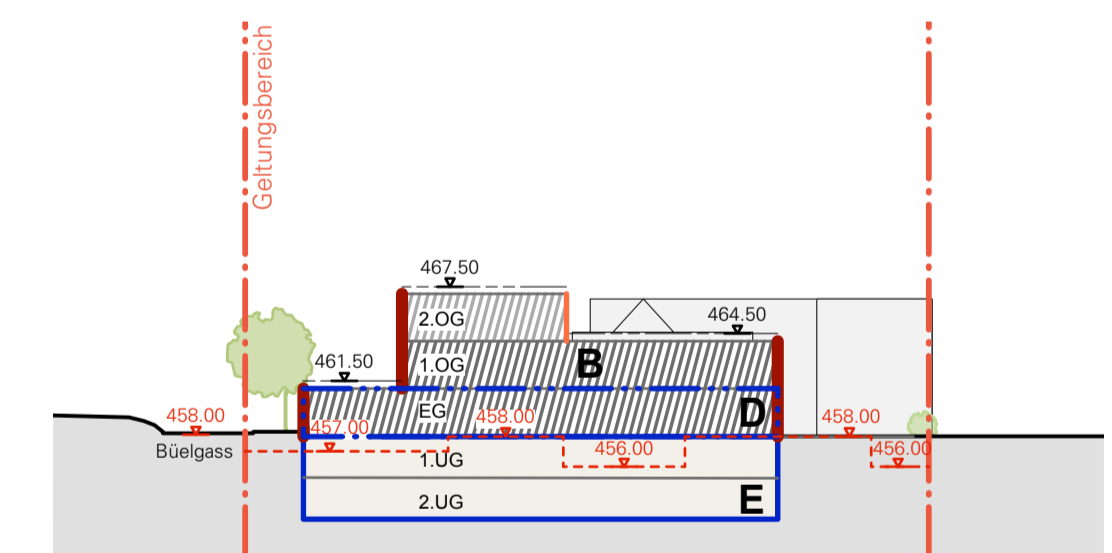 Geltungsbereich
467.50
2.OG
464.50
461.50
1.OG
B
EG
D
458.00
457.00
458.00
458.00
Büelgass
1.UG
456.00
456.00
2.UG
E